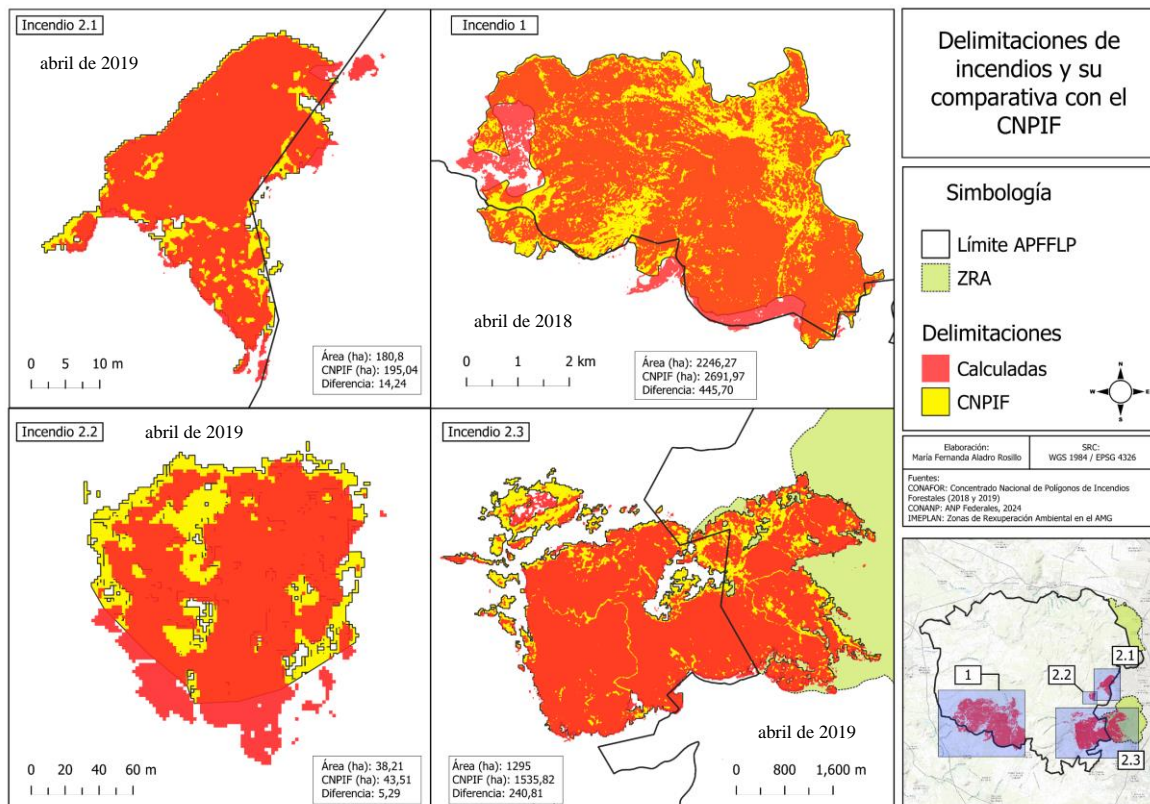 Incendio 2.1
abril de 2019
0 5 10 m
Área (ha): 180,8
CNPIF (ha): 195,04
Diferencia: 14,24
Incendio 1
abril de 2018
0 1 2 km
Área (ha): 2246,27
CNPIF (ha): 2691,97
Diferencia: 445,70
Incendio 2.2
abril de 2019
0 20 40 60 m
Área (ha): 38,21
CNPIF (ha): 43,51
Diferencia: 5,29
Incendio 2.3
abril de 2019
Área (ha): 1295
CNPIF (ha): 1535,82
Diferencia: 240,81
0 800 1,600 m
Delimitaciones de
incendios y su
comparativa con el
CNPIF
Simbología
Límite APFFLP
ZRA
Delimitaciones
Calculadas
CNPIF
N
W E
S
Elaboración:
María Fernanda Aladro Rosillo
SRC:
WGS 1984 / EPSG 4326
Fuentes:
CONAFOR: Concentrado Nacional de Polígonos de Incendios
Forestales (2018 y 2019)
CONANP: ANP Federales, 2024
IMEPLAN: Zonas de Rexuperación Ambiental en el AMG
1
2.2
2.1
2.3